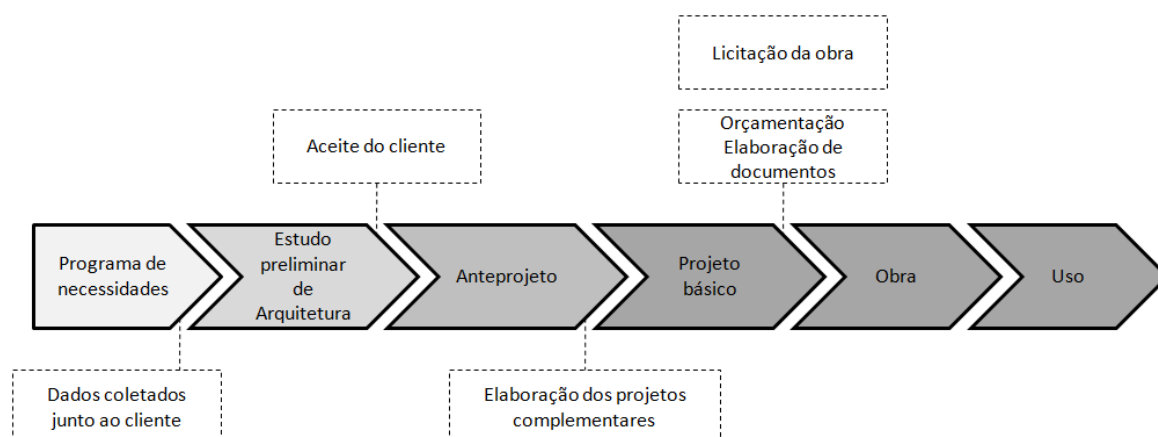 Licitação da obra
Orçamentação
Elaboração de
documentos
Aceite do cliente
Programa de
necessidades
Estudo
preliminar
de
Arquitetura
Anteprojeto
Projeto
básico
Obra
Uso
Dados coletados
junto ao cliente
Elaboração dos projetos
complementares